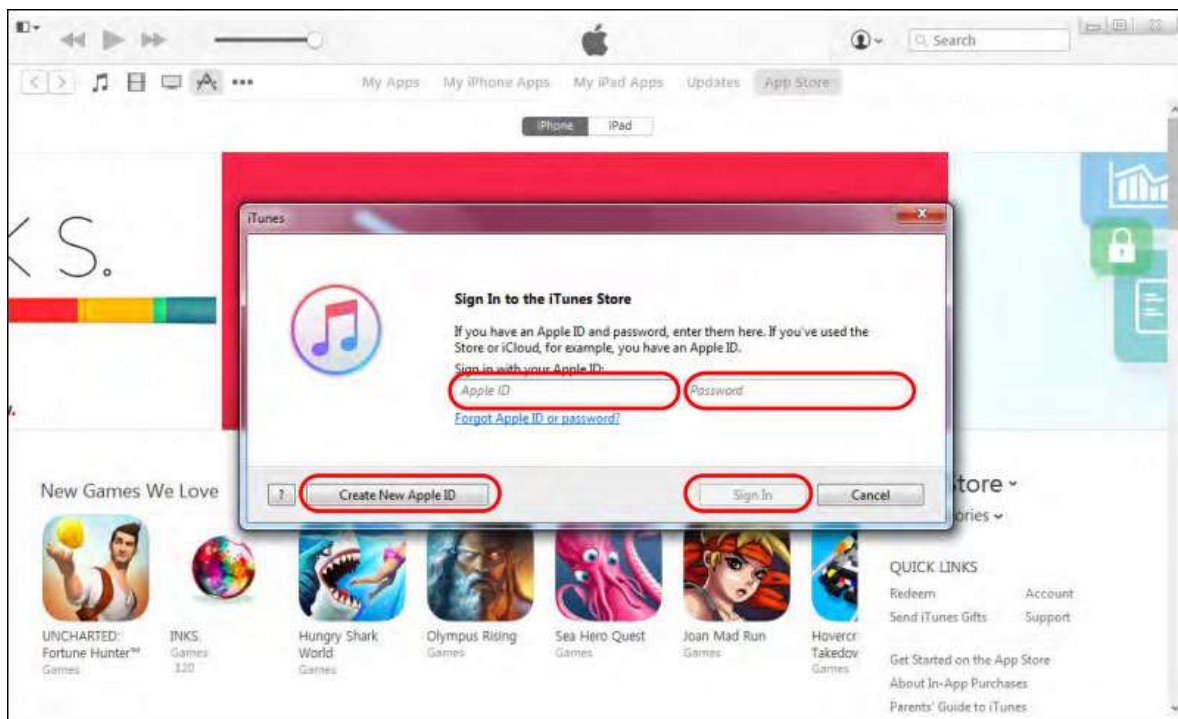 Search
My Apps My iPhone Apps My iPad Apps Updates App Store
iPhone iPad
KS.
iTunes
Sign In to the iTunes Store
If you have an Apple ID and password, enter them here. If you've used the
Store or iCloud, for example, you have an Apple ID.
Sign in with your Apple ID:
Apple ID Password
Forgot Apple ID or password?
? Create New Apple ID Sign In Cancel
New Games We Love
tore
ories
UNCHARTED:
Fortune Hunter™
Games
INKS.
Games
Hungry Shark
World
Games
Olympus Rising
Games
Sea Hero Quest
Games
Joan Mad Run
Games
Hovercr
Takedov
Games
QUICK LINKS
Redeem Account
Send iTunes Gifts Support
Get Started on the App Store
About In-App Purchases
Parents' Guide to iTunes